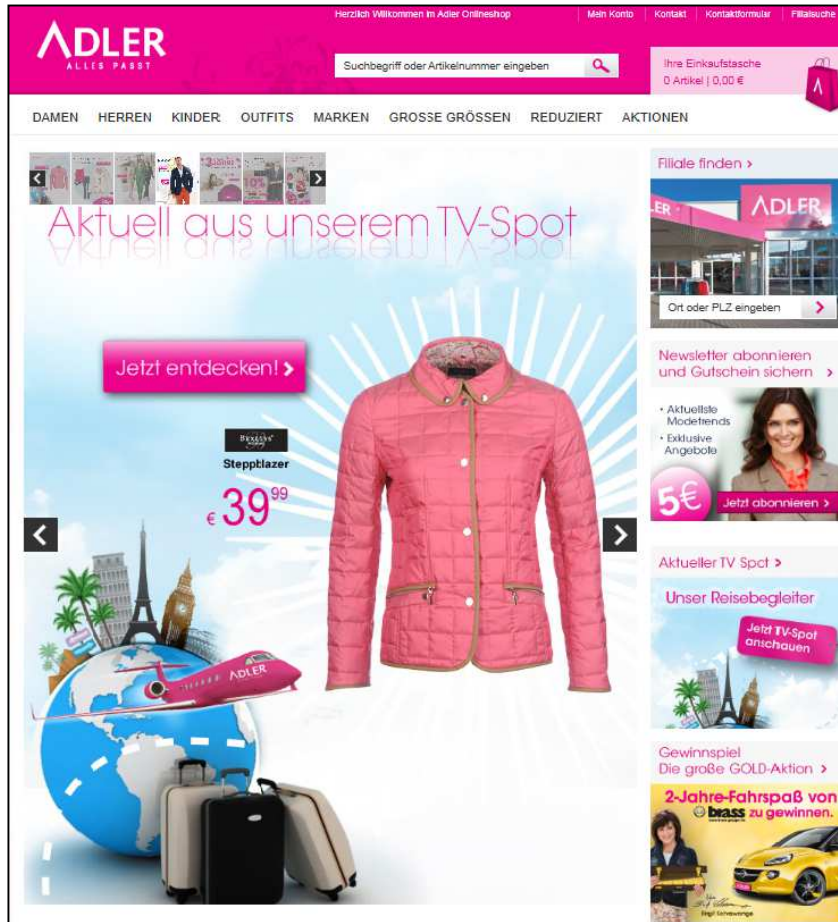 Herzlich Willkommen im Adler Onlineshop
Mein Konto
Kontakt
Kontaktformular
Filialsuche
ADLER
ALLES PASST
Suchbegriff oder Artikelnummer eingeben
Ihre Einkaufstasche
0 Artikel | 0,00 €
DAMEN HERREN KINDER OUTFITS MARKEN GROSSE GRÖSSEN REDUZIERT AKTIONEN
10%
Aktuell aus unserem TV-Spot
Jetzt entdecken! >
Steppblazer
€ 39 99
ADLER
Filiale finden >
ADLER
Ort oder PLZ eingeben
Newsletter abonnieren
und Gutschein sichern >
• Aktuellste
Modetrends
• Exklusive
Angebote
5€
Jetzt abonnieren >
Aktueller TV Spot >
Unser Reisebegleiter
Jetzt TV-Spot
anschauen
Gewinnspiel
Die große GOLD-Aktion >
2-Jahre-Fahrspaß von
brass zu gewinnen.